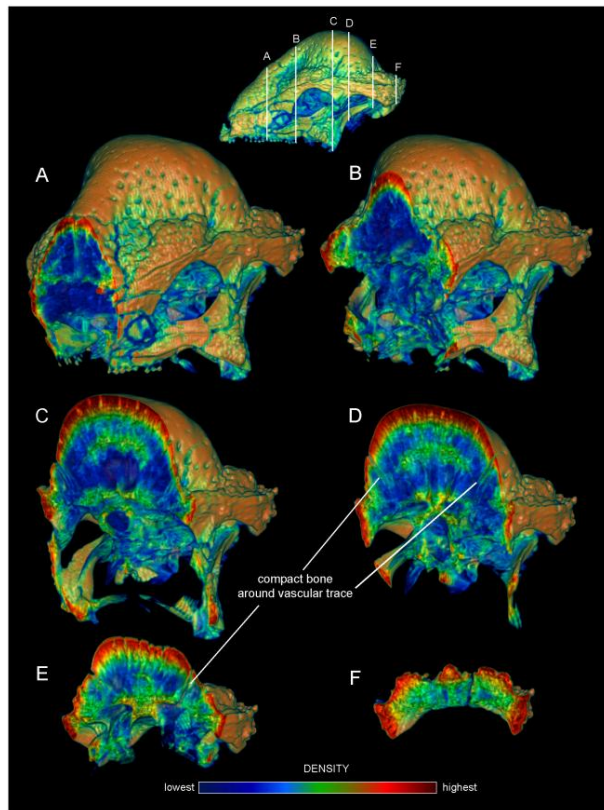 C
D
B
E
A
F
A
B
C
D
compact bone
around vascular trace
E
F
DENSITY
lowest
highest